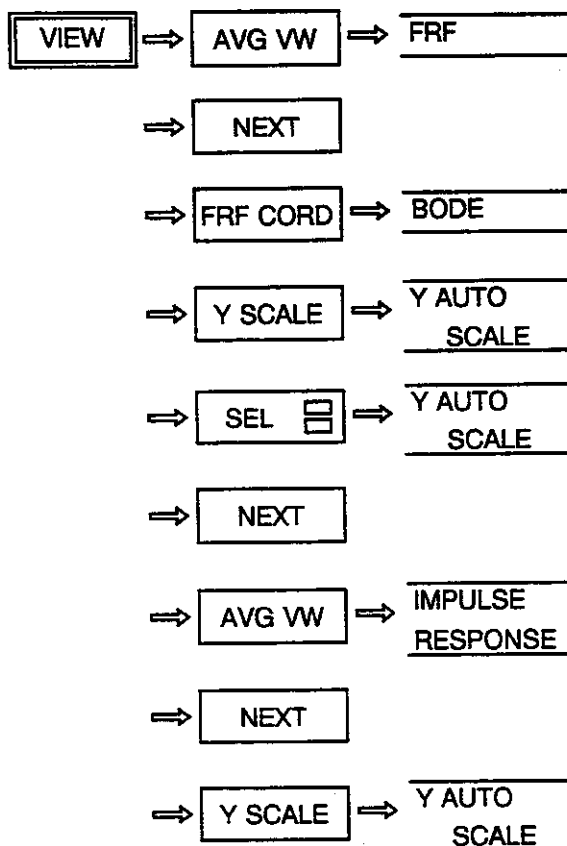 VIEW AVG VW FRF
NEXT
FRF CORD BODE
Y SCALE Y AUTO
SCALE
SEL Y AUTO
SCALE
NEXT
AVG VW IMPULSE
RESPONSE
NEXT
Y SCALE Y AUTO
SCALE